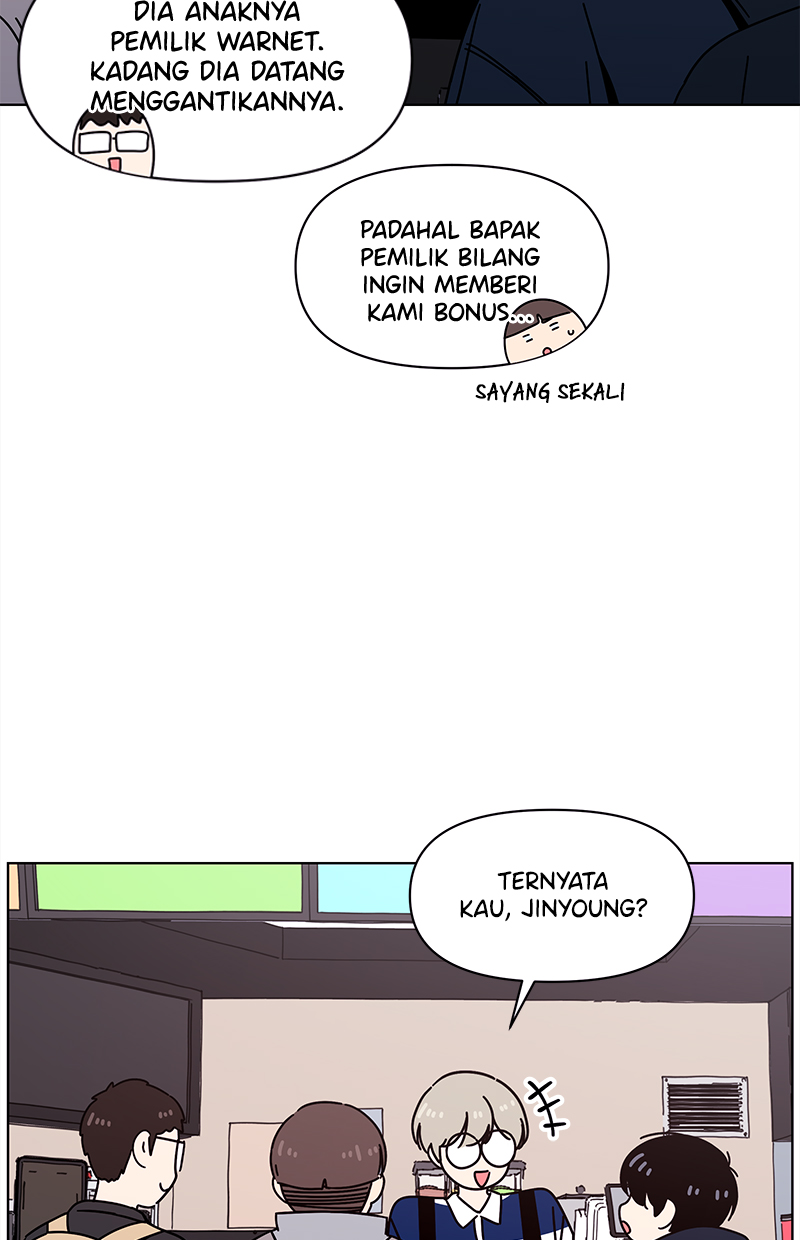 DIA ANAKNYA
PEMILIK WARNET.
KADANG DIA DATANG
MENGGANTIKANNYA.
PADAHAL BAPAK
PEMILIK BILANG
INGIN MEMBERI
KAMI BONUS...
SAYANG SEKALI
TERNYATA
KAU, JINYOUNG?